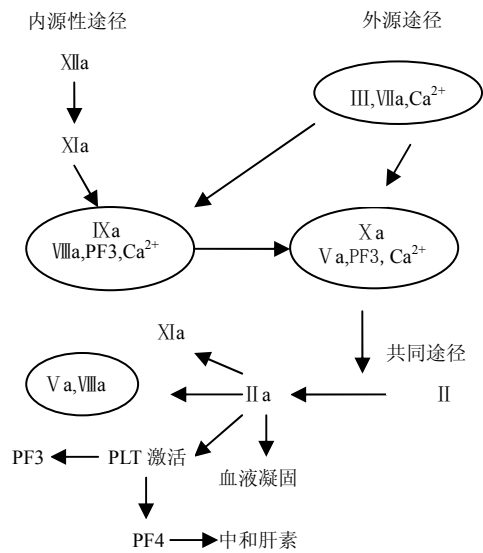 内源性途径
外源途径
Ⅻa
III,Ⅶa,Ca²⁺
Ⅺa
Ⅸa
Ⅷa,PF3,Ca²⁺
Ⅹa
Ⅴa,PF3, Ca²⁺
Ⅺa
共同途径
Ⅴa,Ⅷa
Ⅱa
Ⅱ
PF3
PLT 激活
血液凝固
PF4
中和肝素